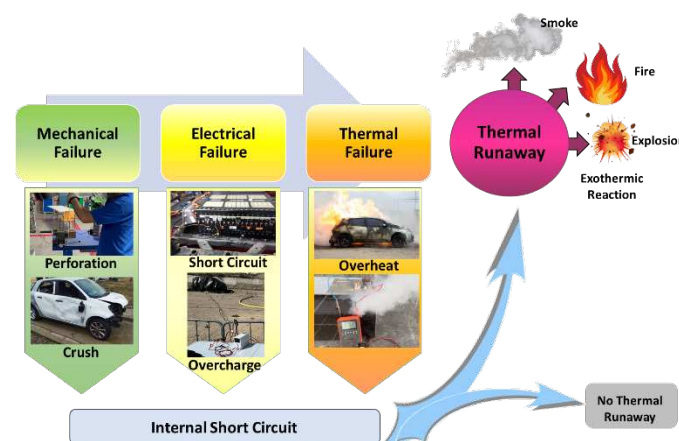 Smoke
Fire
Mechanical
Failure
Electrical
Failure
Thermal
Failure
Thermal
Runaway
Explosion
Exothermic
Reaction
Perforation
Short Circuit
Overheat
Crush
Overcharge
No Thermal
Runaway
Internal Short Circuit